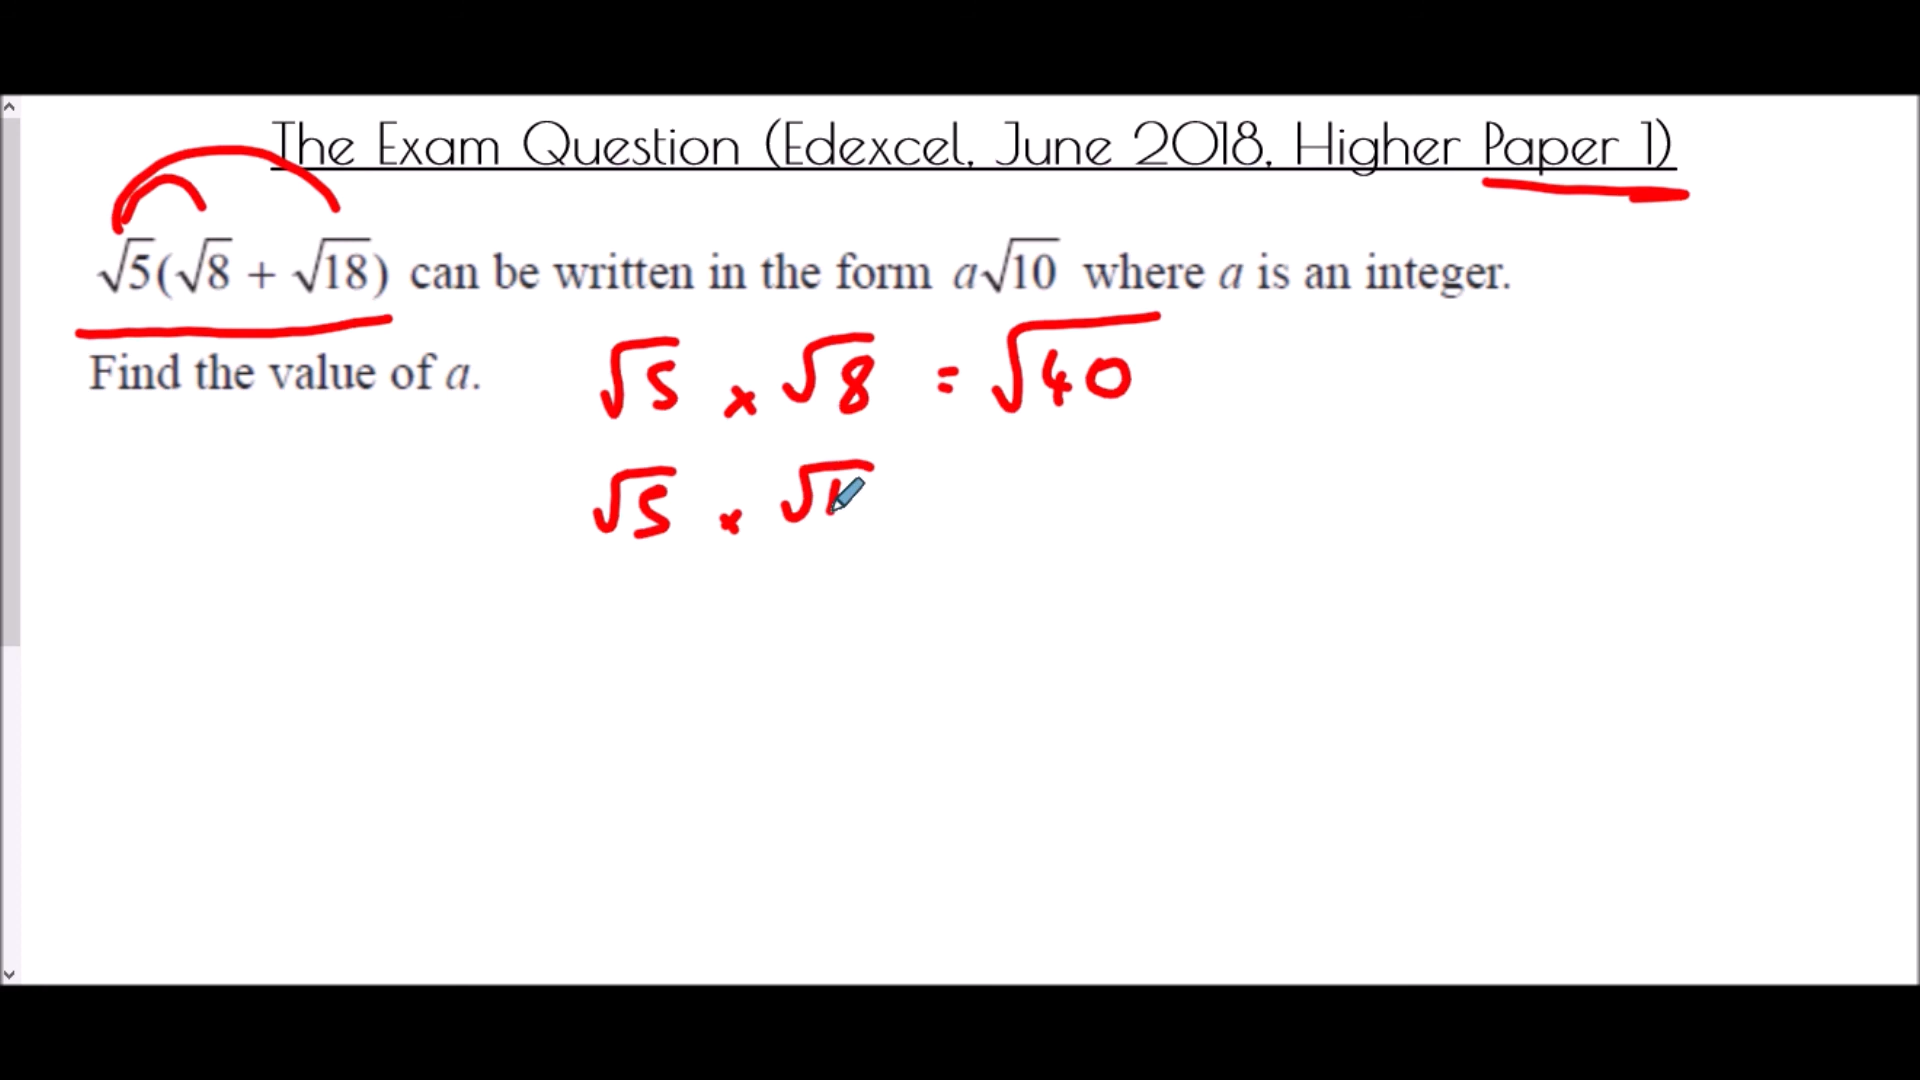 The Exam Question (Edexcel, June 2018, Higher Paper 1)
√5(√8 + √18) can be written in the form a√10 where a is an integer.
Find the value of a.
√5 × √8 = √40
√5 × √1